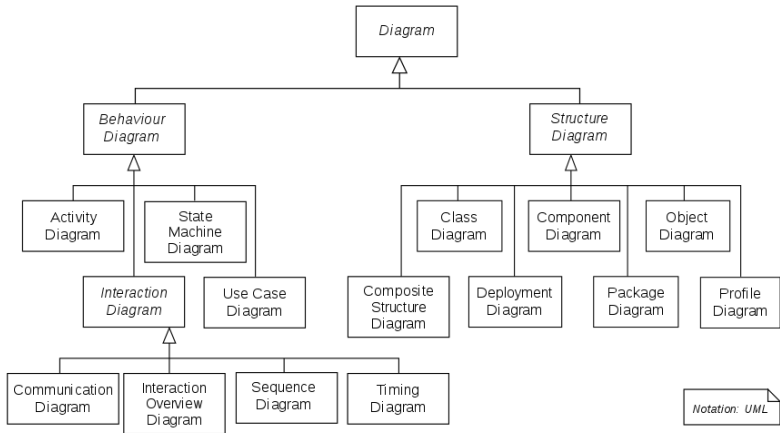 Diagram
Behaviour
Diagram
Structure
Diagram
Activity
Diagram
State
Machine
Diagram
Class
Diagram
Component
Diagram
Object
Diagram
Interaction
Diagram
Use Case
Diagram
Composite
Structure
Diagram
Deployment
Diagram
Package
Diagram
Profile
Diagram
Communication
Diagram
Interaction
Overview
Diagram
Sequence
Diagram
Timing
Diagram
Notation: UML